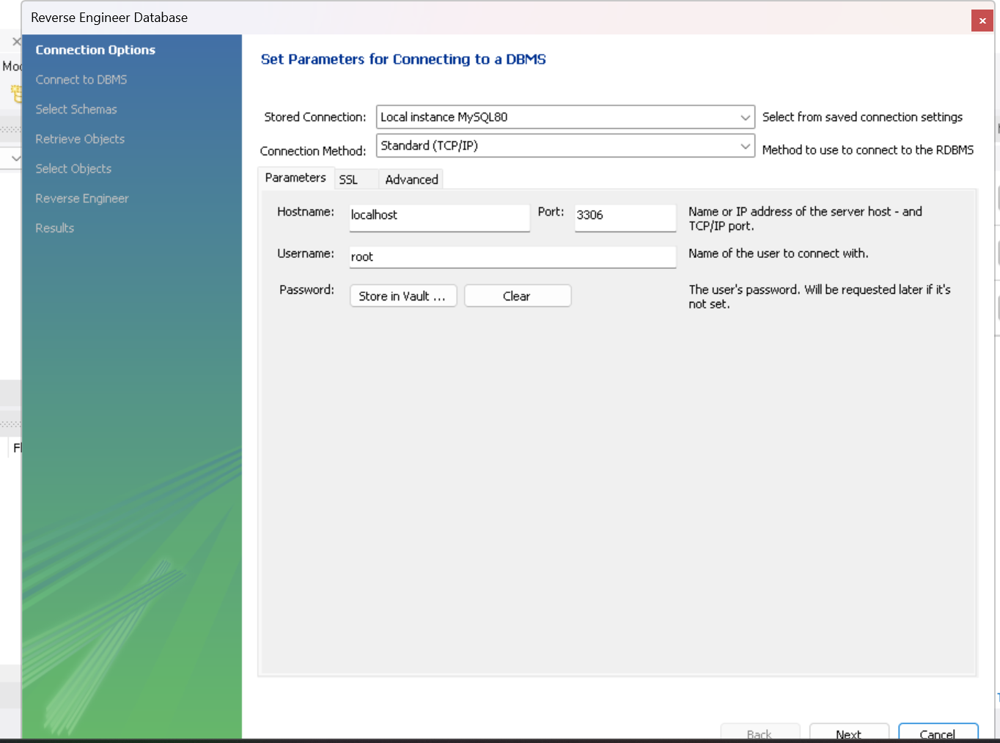 Reverse Engineer Database
Connection Options
Connect to DBMS
Select Schemas
Retrieve Objects
Select Objects
Reverse Engineer
Results
Set Parameters for Connecting to a DBMS
Stored Connection: Local instance MySQL80 Select from saved connection settings
Connection Method: Standard (TCP/IP) Method to use to connect to the RDBMS
Parameters SSL Advanced
Hostname: localhost Port: 3306 Name or IP address of the server host - and
TCP/IP port.
Username: root Name of the user to connect with.
Password: Store in Vault ... Clear The user's password. Will be requested later if it's
not set.
Back Next Cancel